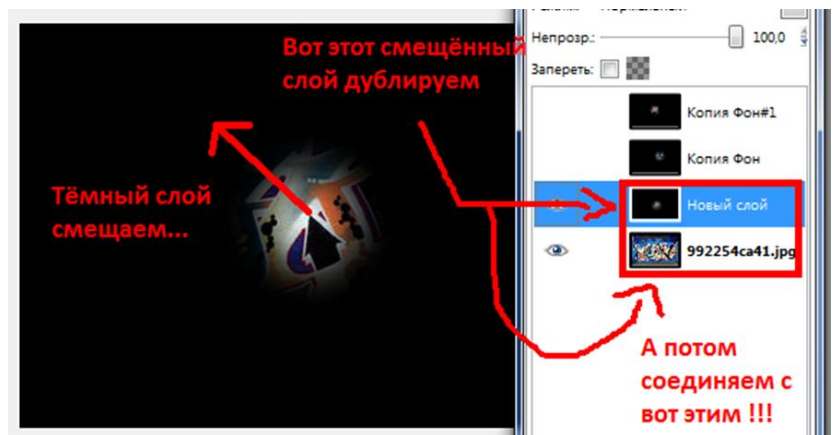 Вот этот смещённый
слой дублируем
Тёмный слой
смещаем...
Непрозр.: 100,0
Запереть:
Копия Фон#1
Копия Фон
Новый слой
992254ca41.jpg
А потом
соединяем с
вот этим !!!